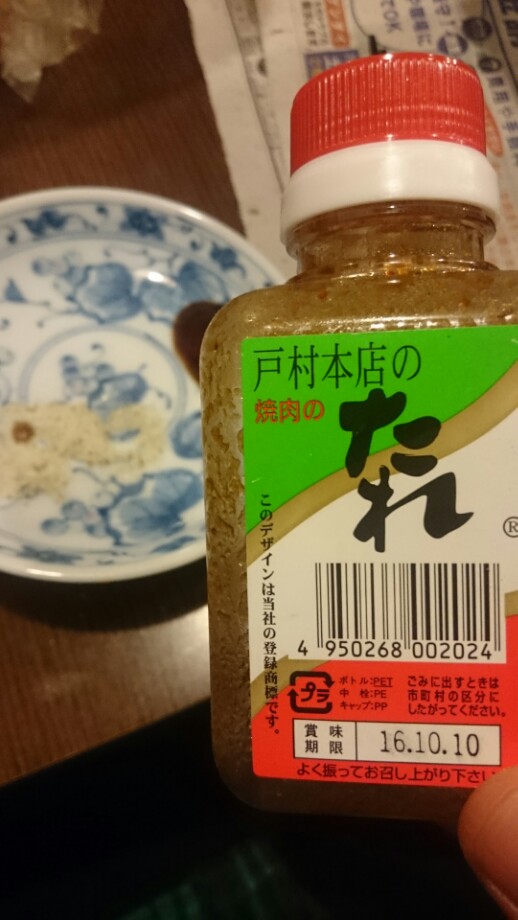 戸村本店の
焼肉の
たれ
®
このデザインは当社の登録商標です。
4 950268 002024
プラ
ボトル:PET
中 栓:PE
キャップ:PP
ごみに出すときは
市町村の区分に
したがってください。
賞味
期限
16.10.10
よく振ってお召し上がり下さい